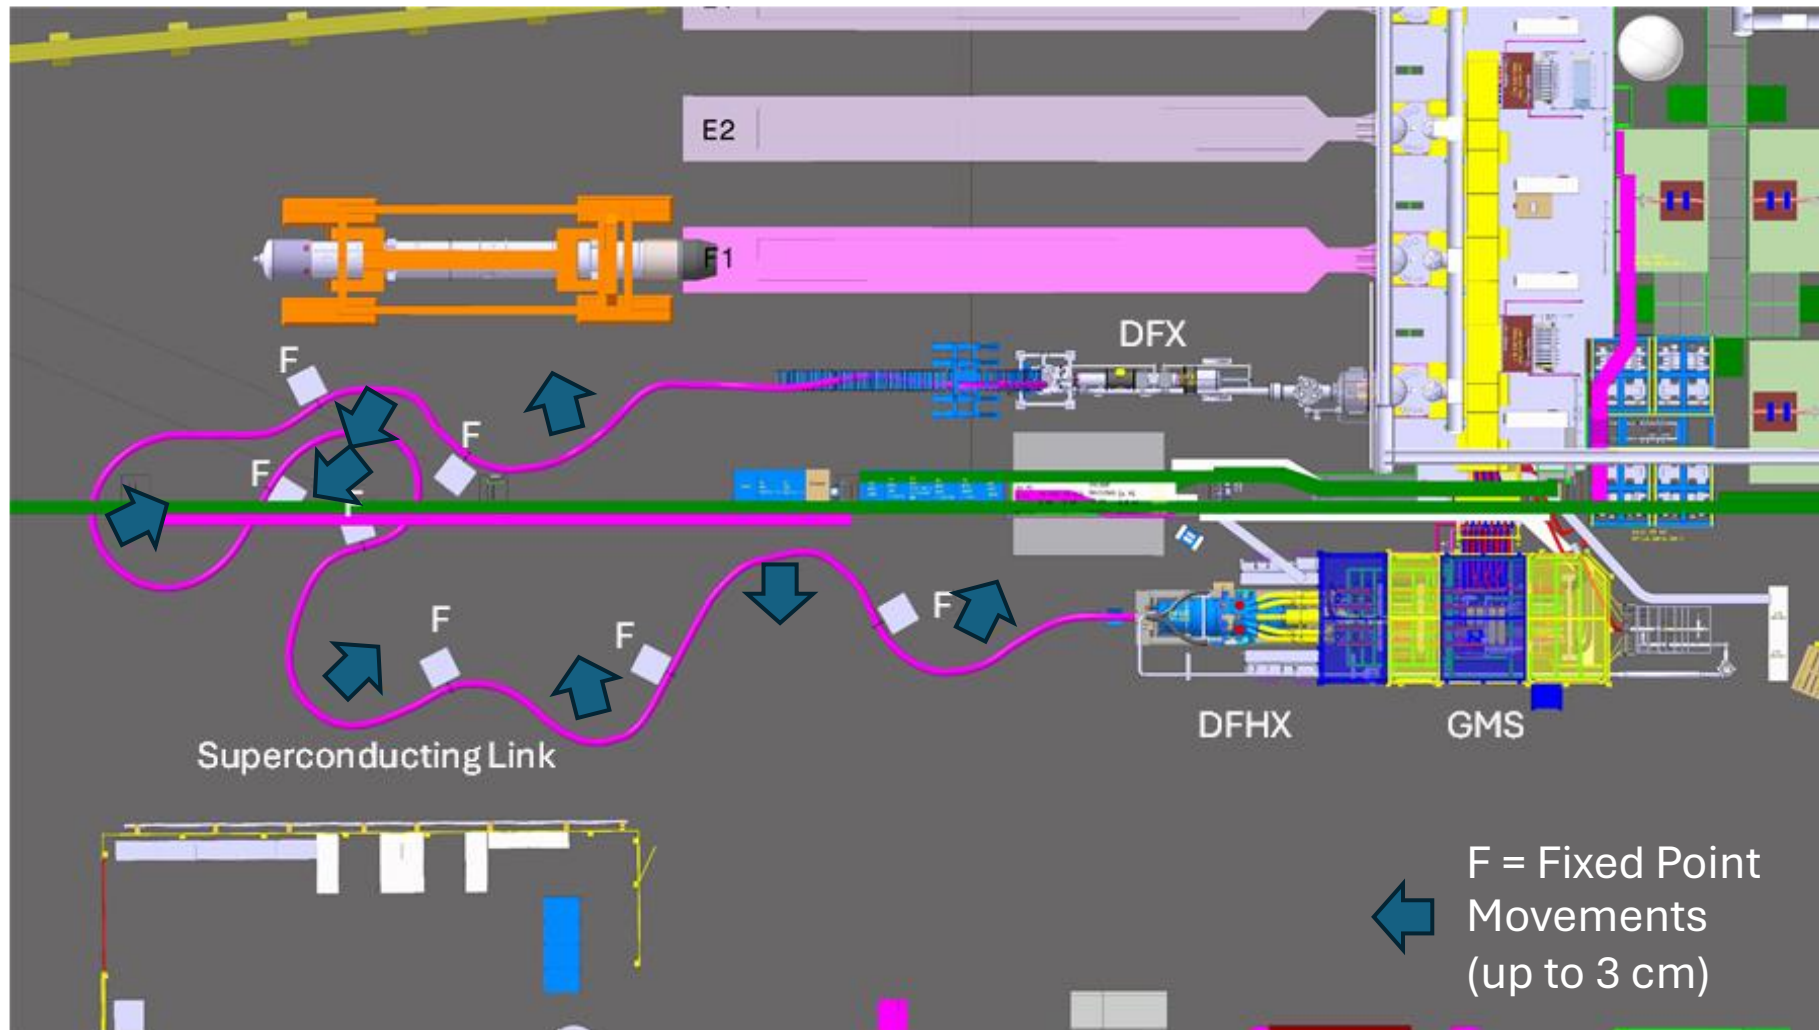 E2
F1
DFX
F
F
F
F
F
F
F
DFHX
GMS
Superconducting Link
F = Fixed Point
Movements
(up to 3 cm)